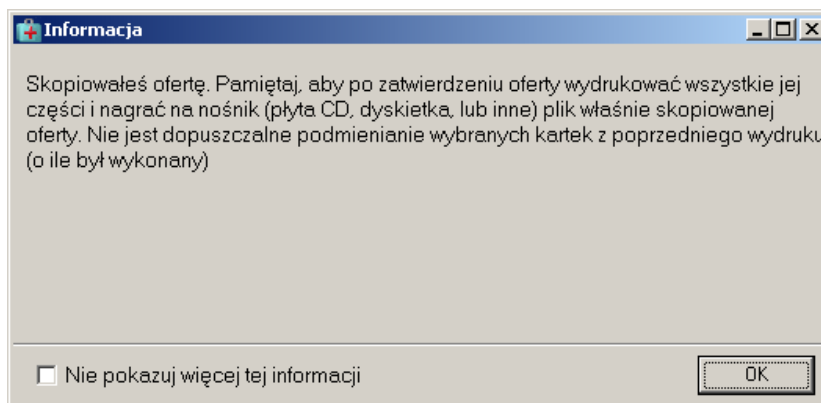 Informacja
Skopiowałeś ofertę. Pamiętaj, aby po zatwierdzeniu oferty wydrukować wszystkie jej
części i nagrać na nośnik (płyta CD, dyskietka, lub inne) plik właśnie skopiowanej
oferty. Nie jest dopuszczalne podmienianie wybranych kartek z poprzedniego wydruku
(o ile był wykonany)
Nie pokazuj więcej tej informacji
OK